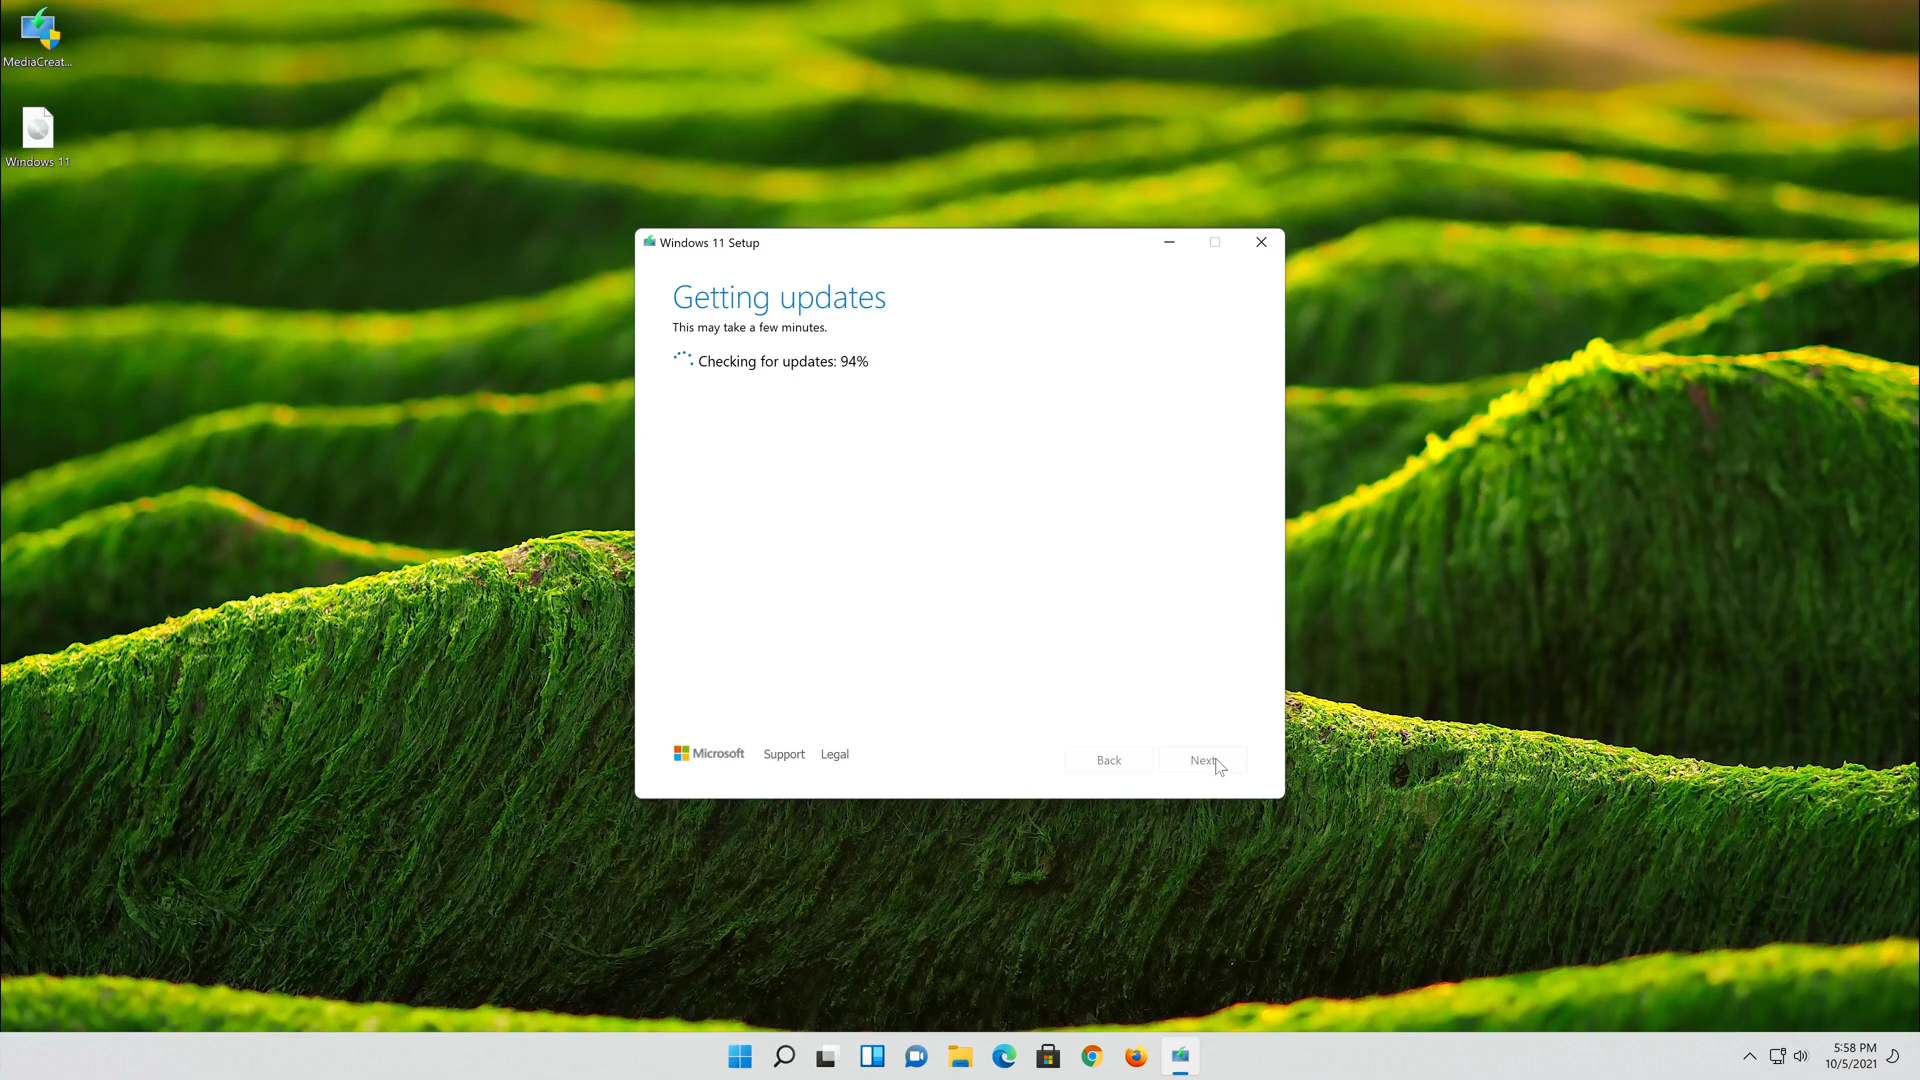 MediaCreat...
Windows 11
Windows 11 Setup
Getting updates
This may take a few minutes.
Checking for updates: 94%
Microsoft Support Legal
Back Next
5:58 PM
10/5/2021